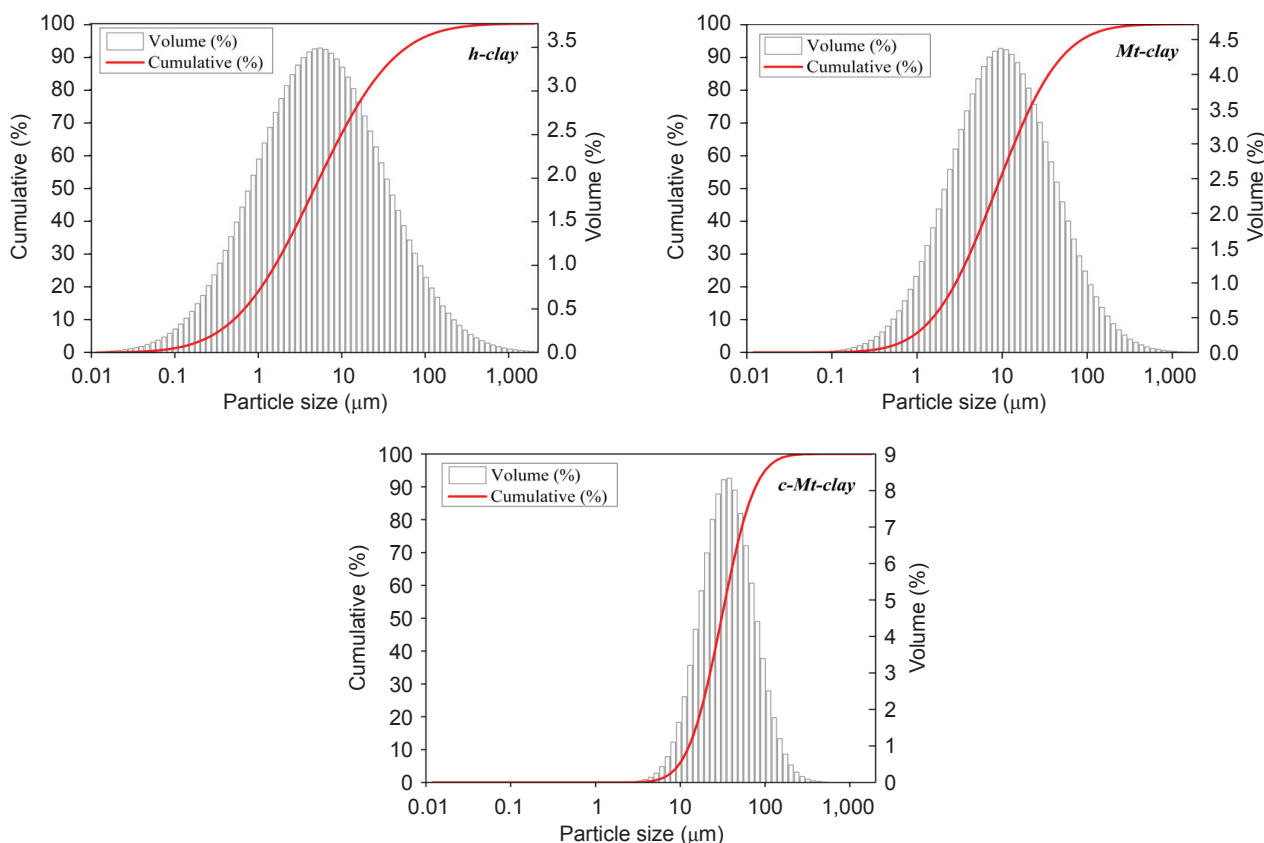 100
90
80
70
60
50
40
30
20
10
0
Cumulative (%)
Volume (%)
Cumulative (%)
h-clay
3.5
3.0
2.5
2.0
1.5
1.0
0.5
0.0
Volume (%)
0.01 0.1 1 10 100 1,000
Particle size (μm)
100
90
80
70
60
50
40
30
20
10
0
Cumulative (%)
Volume (%)
Cumulative (%)
Mt-clay
4.5
4.0
3.5
3.0
2.5
2.0
1.5
1.0
0.5
0.0
Volume (%)
0.01 0.1 1 10 100 1,000
Particle size (μm)
100
90
80
70
60
50
40
30
20
10
0
Cumulative (%)
Volume (%)
Cumulative (%)
c-Mt-clay
9
8
7
6
5
4
3
2
1
0
Volume (%)
0.01 0.1 1 10 100 1,000
Particle size (μm)